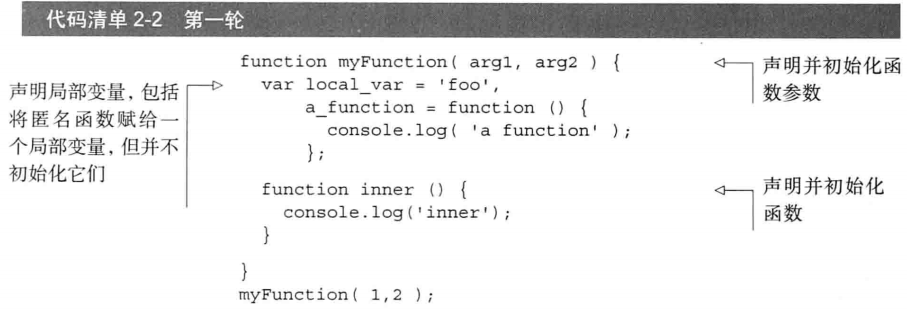 代码清单 2-2 第一轮
function myFunction( arg1, arg2 ) {
声明并初始化函
数参数
声明局部变量，包括
将匿名函数赋给一
个局部变量，但并不
初始化它们
var local_var = 'foo',
a_function = function () {
console.log( 'a function' );
};
function inner () {
声明并初始化
函数
console.log('inner');
}
}
myFunction( 1,2 );